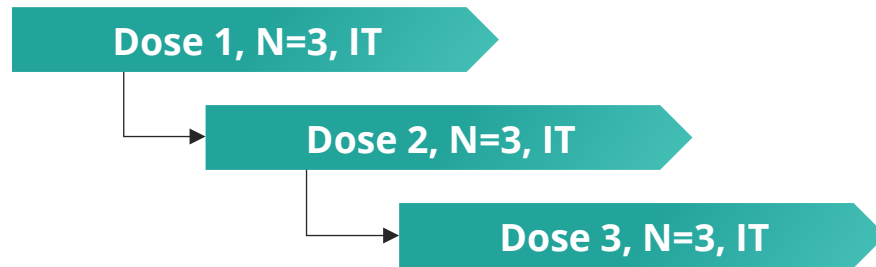 Dose 1, N=3, IT
Dose 2, N=3, IT
Dose 3, N=3, IT